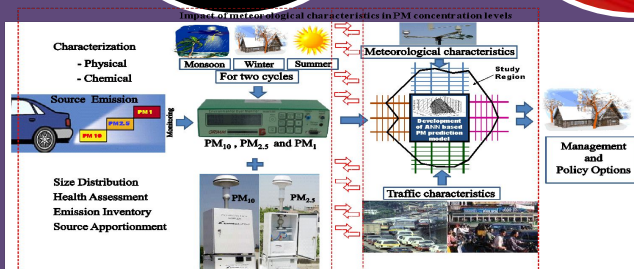 Impact of meteorological characteristics in PM concentration levels
Characterization
- Physical
- Chemical
Source Emission
PM1
PM2.5
PM 10
Monitoring
Size Distribution
Health Assessment
Emission Inventory
Source Apportionment
Monsoon
Winter
Summer
For two cycles
PM10 , PM2.5 and PM1
PM10
PM2.5
Meteorological characteristics
Study
Region
Development
of ANN based
PM prediction
model
Traffic characteristics
Management
and
Policy Options